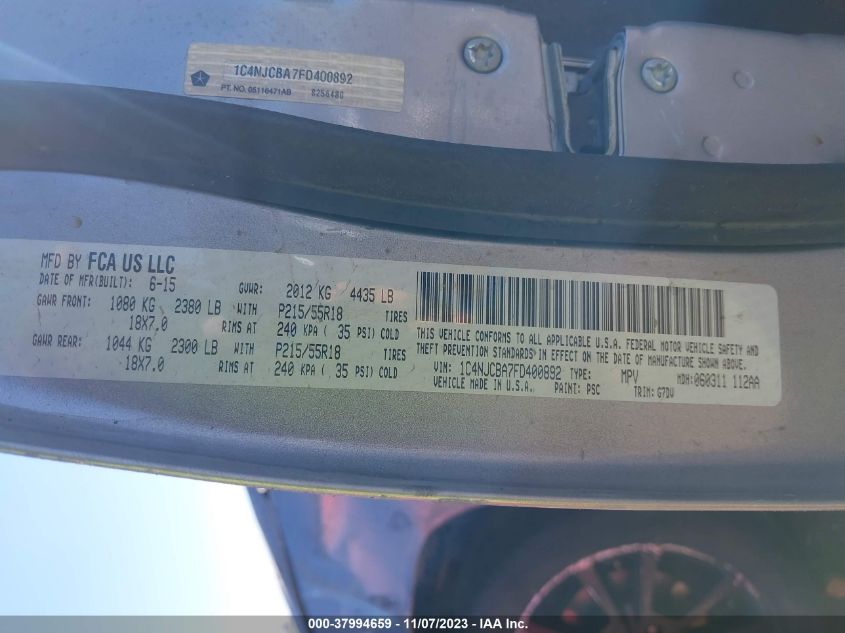 1C4NJCBA7FD400892
PT. NO. 05116471AB 8256480
MFD BY FCA US LLC
DATE OF MFR(BUILT): 6-15 GVWR: 2012 KG 4435 LB
GAWR FRONT: 1080 KG 2380 LB WITH P215/55R18 TIRES
18X7.0 RIMS AT 240 KPA ( 35 PSI) COLD
GAWR REAR: 1044 KG 2300 LB WITH P215/55R18 TIRES
18X7.0 RIMS AT 240 KPA ( 35 PSI) COLD
THIS VEHICLE CONFORMS TO ALL APPLICABLE U.S.A. FEDERAL MOTOR VEHICLE SAFETY AND
THEFT PREVENTION STANDARDS IN EFFECT ON THE DATE OF MANUFACTURE SHOWN ABOVE.
VIN: 1C4NJCBA7FD400892 TYPE: MPV MDH: 060311 112AA
VEHICLE MADE IN U.S.A. PAINT: PSC TRIM: G7DV
000-37994659 - 11/07/2023 - IAAI.com